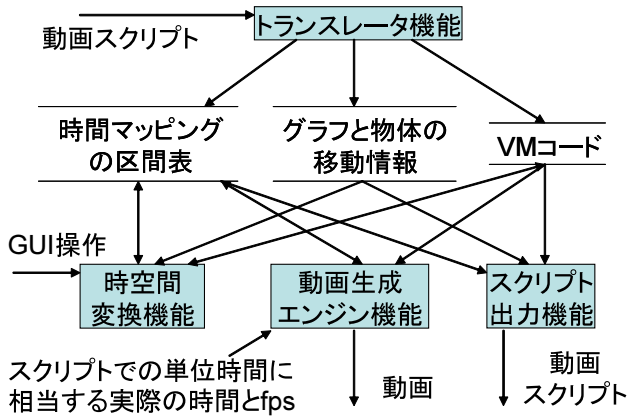 トランスレータ機能
動画スクリプト
時間マッピング
の区間表
グラフと物体の
移動情報
VMコード
GUI操作
時空間
変換機能
動画生成
エンジン機能
スクリプト
出力機能
スクリプトでの単位時間に
相当する実際の時間とfps
動画
動画
スクリプト